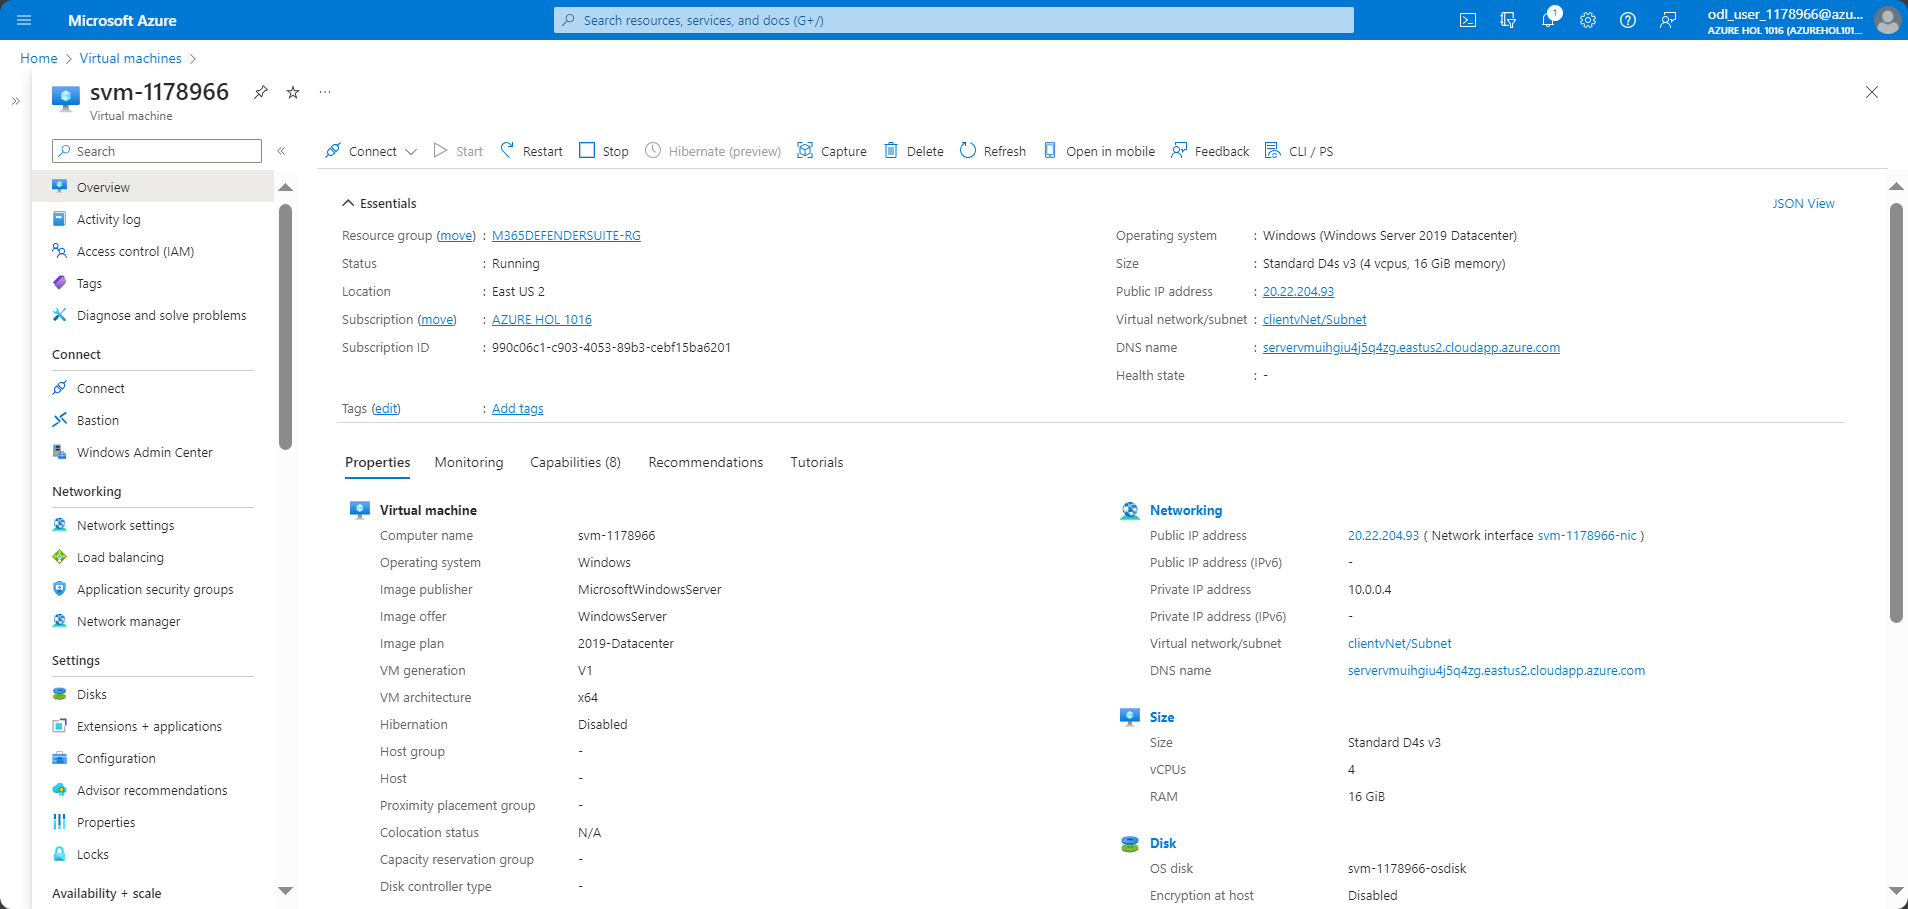 Microsoft Azure
Search resources, services, and docs (G+/)
1
odl_user_1178966@azu...
AZURE HOL 1016 (AZUREHOL101...
Home > Virtual machines >
svm-1178966
Virtual machine
Search
Connect Start Restart Stop Hibernate (preview) Capture Delete Refresh Open in mobile Feedback CLI / PS
Overview
Activity log
Access control (IAM)
Tags
Diagnose and solve problems
Connect
Connect
Bastion
Windows Admin Center
Networking
Network settings
Load balancing
Application security groups
Network manager
Settings
Disks
Extensions + applications
Configuration
Advisor recommendations
Properties
Locks
Availability + scale
Essentials
JSON View
Resource group (move) : M365DEFENDERSUITE-RG
Status : Running
Location : East US 2
Subscription (move) : AZURE HOL 1016
Subscription ID : 990c06c1-c903-4053-89b3-cebf15ba6201
Operating system : Windows (Windows Server 2019 Datacenter)
Size : Standard D4s v3 (4 vcpus, 16 GiB memory)
Public IP address : 20.22.204.93
Virtual network/subnet : clientvNet/Subnet
DNS name : servervmuihgiu4j5q4zg.eastus2.cloudapp.azure.com
Health state : -
Tags (edit) : Add tags
Properties Monitoring Capabilities (8) Recommendations Tutorials
Virtual machine
Computer name svm-1178966
Operating system Windows
Image publisher MicrosoftWindowsServer
Image offer WindowsServer
Image plan 2019-Datacenter
VM generation V1
VM architecture x64
Hibernation Disabled
Host group -
Host -
Proximity placement group -
Colocation status N/A
Capacity reservation group -
Disk controller type -
Networking
Public IP address 20.22.204.93 ( Network interface svm-1178966-nic )
Public IP address (IPv6) -
Private IP address 10.0.0.4
Private IP address (IPv6) -
Virtual network/subnet clientvNet/Subnet
DNS name servervmuihgiu4j5q4zg.eastus2.cloudapp.azure.com
Size
Size Standard D4s v3
vCPUs 4
RAM 16 GiB
Disk
OS disk svm-1178966-osdisk
Encryption at host Disabled